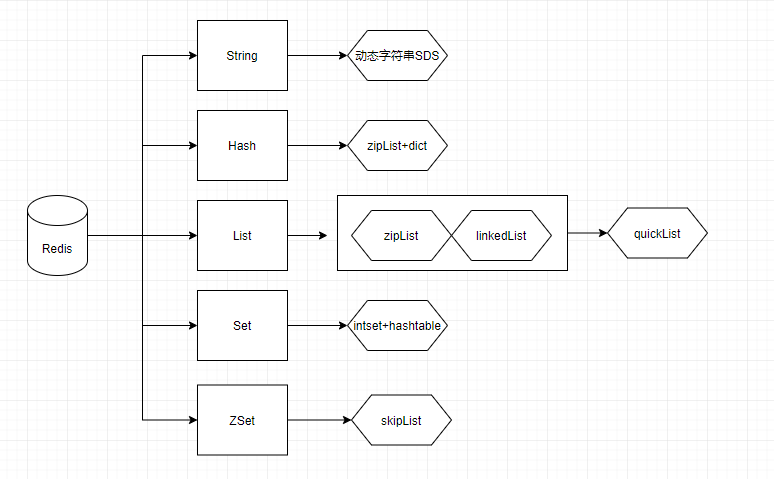 String
动态字符串SDS
Hash
zipList+dict
Redis
List
zipList
linkedList
quickList
Set
intset+hashtable
ZSet
skipList